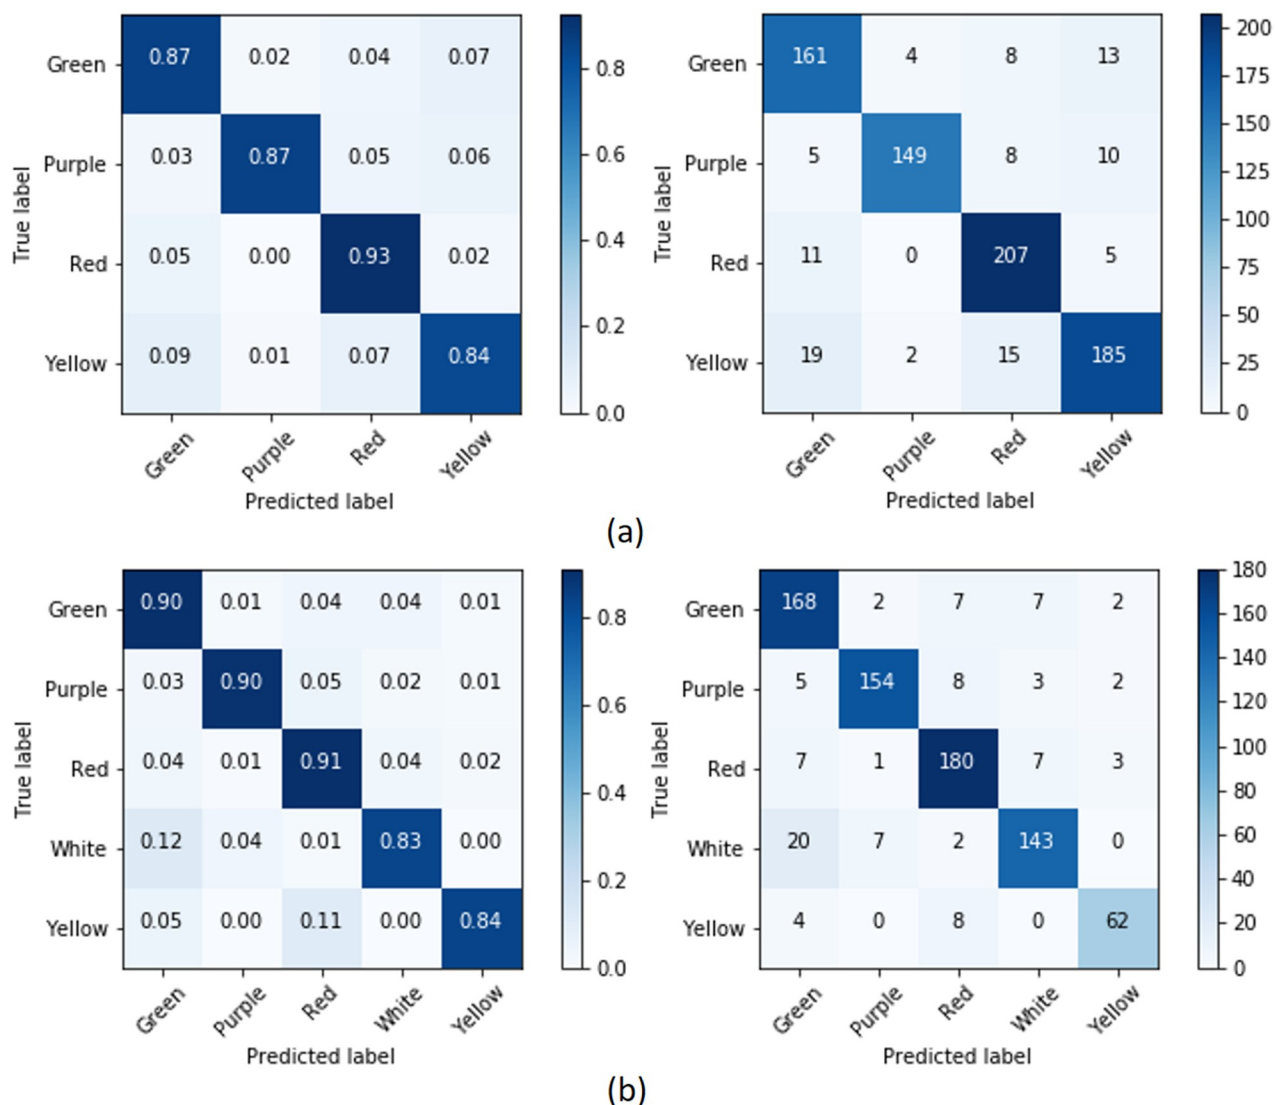 Green 0.87 0.02 0.04 0.07
Purple 0.03 0.87 0.05 0.06
Red 0.05 0.00 0.93 0.02
Yellow 0.09 0.01 0.07 0.84
True label
Green Purple Red Yellow
Predicted label
0.8
0.6
0.4
0.2
0.0
Green 161 4 8 13
Purple 5 149 8 10
Red 11 0 207 5
Yellow 19 2 15 185
True label
Green Purple Red Yellow
Predicted label
200
175
150
125
100
75
50
25
0
(a)
Green 0.90 0.01 0.04 0.04 0.01
Purple 0.03 0.90 0.05 0.02 0.01
Red 0.04 0.01 0.91 0.04 0.02
White 0.12 0.04 0.01 0.83 0.00
Yellow 0.05 0.00 0.11 0.00 0.84
True label
Green Purple Red White Yellow
Predicted label
0.8
0.6
0.4
0.2
0.0
Green 168 2 7 7 2
Purple 5 154 8 3 2
Red 7 1 180 7 3
White 20 7 2 143 0
Yellow 4 0 8 0 62
True label
Green Purple Red White Yellow
Predicted label
180
160
140
120
100
80
60
40
20
0
(b)